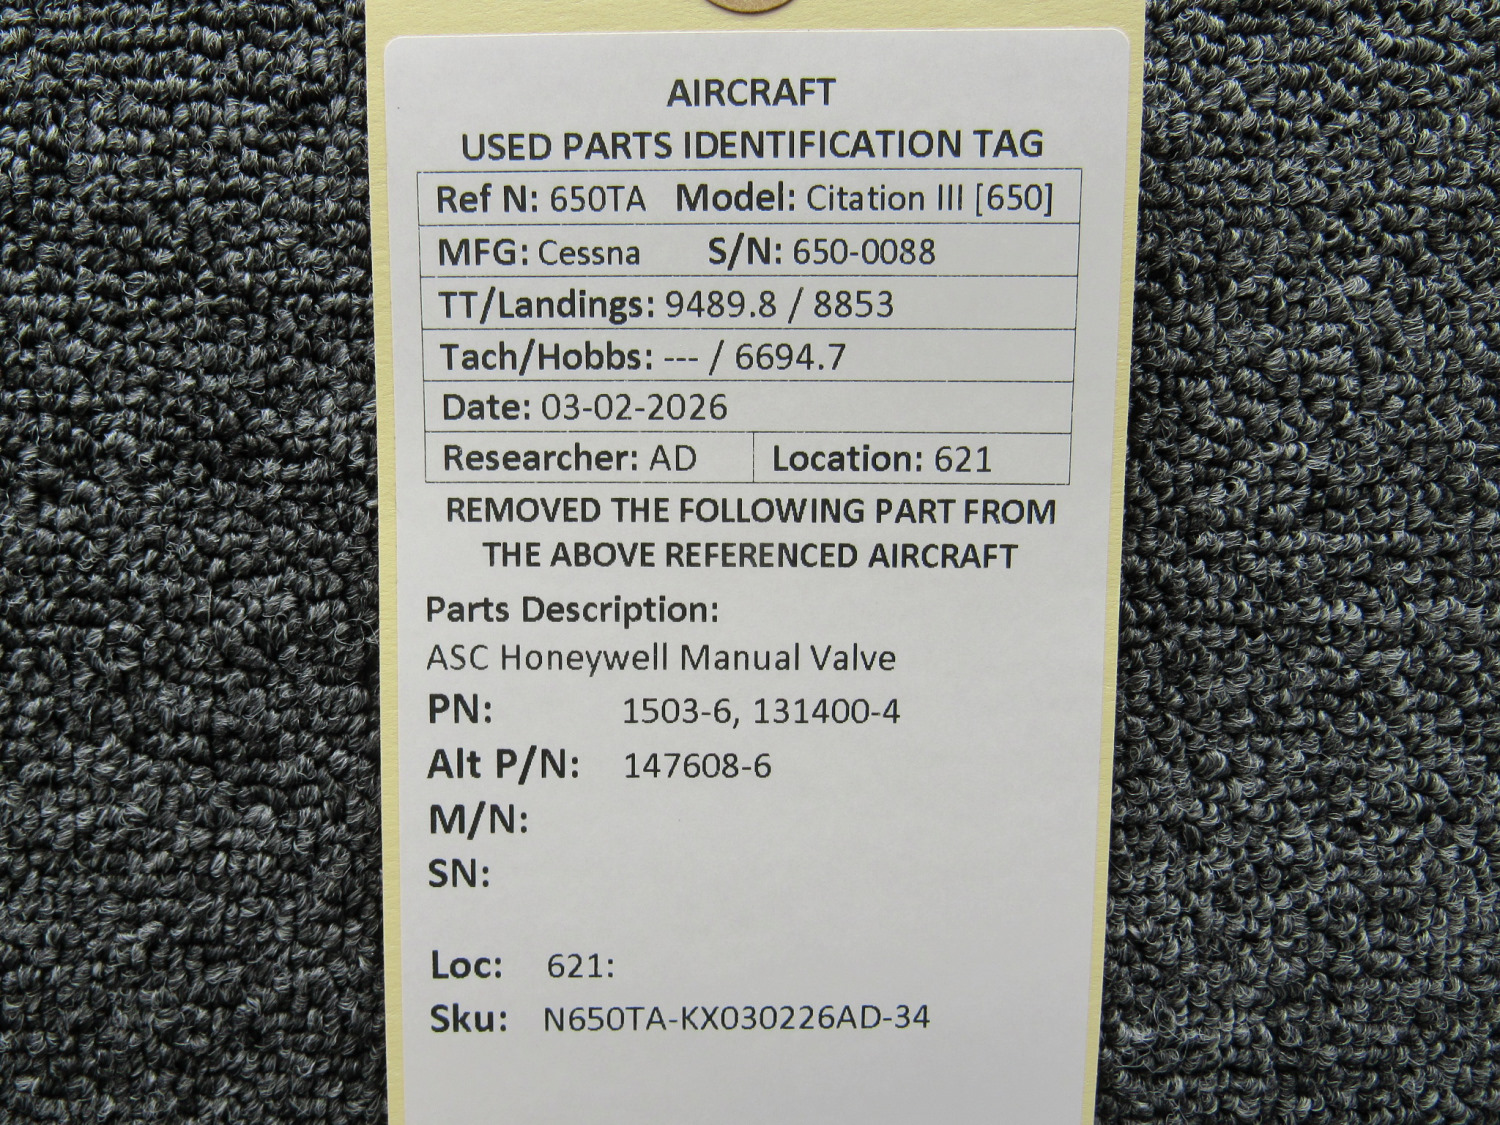 AIRCRAFT
USED PARTS IDENTIFICATION TAG
Ref N: 650TA Model: Citation III [650]
MFG: Cessna S/N: 650-0088
TT/Landings: 9489.8 / 8853
Tach/Hobbs: --- / 6694.7
Date: 03-02-2026
Researcher: AD Location: 621
REMOVED THE FOLLOWING PART FROM
THE ABOVE REFERENCED AIRCRAFT
Parts Description:
ASC Honeywell Manual Valve
PN: 1503-6, 131400-4
Alt P/N: 147608-6
M/N:
SN:
Loc: 621:
Sku: N650TA-KX030226AD-34